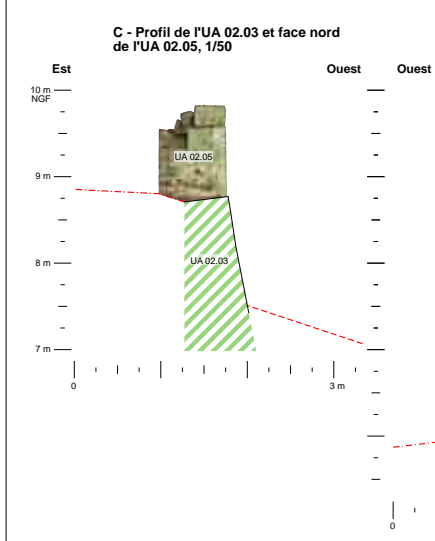 C - Profil de l'UA 02.03 et face nord
de l'UA 02.05, 1/50
Est
Ouest
Ouest
10 m
NGF
UA 02.05
9 m
UA 02.03
8 m
7 m
0
3 m
0